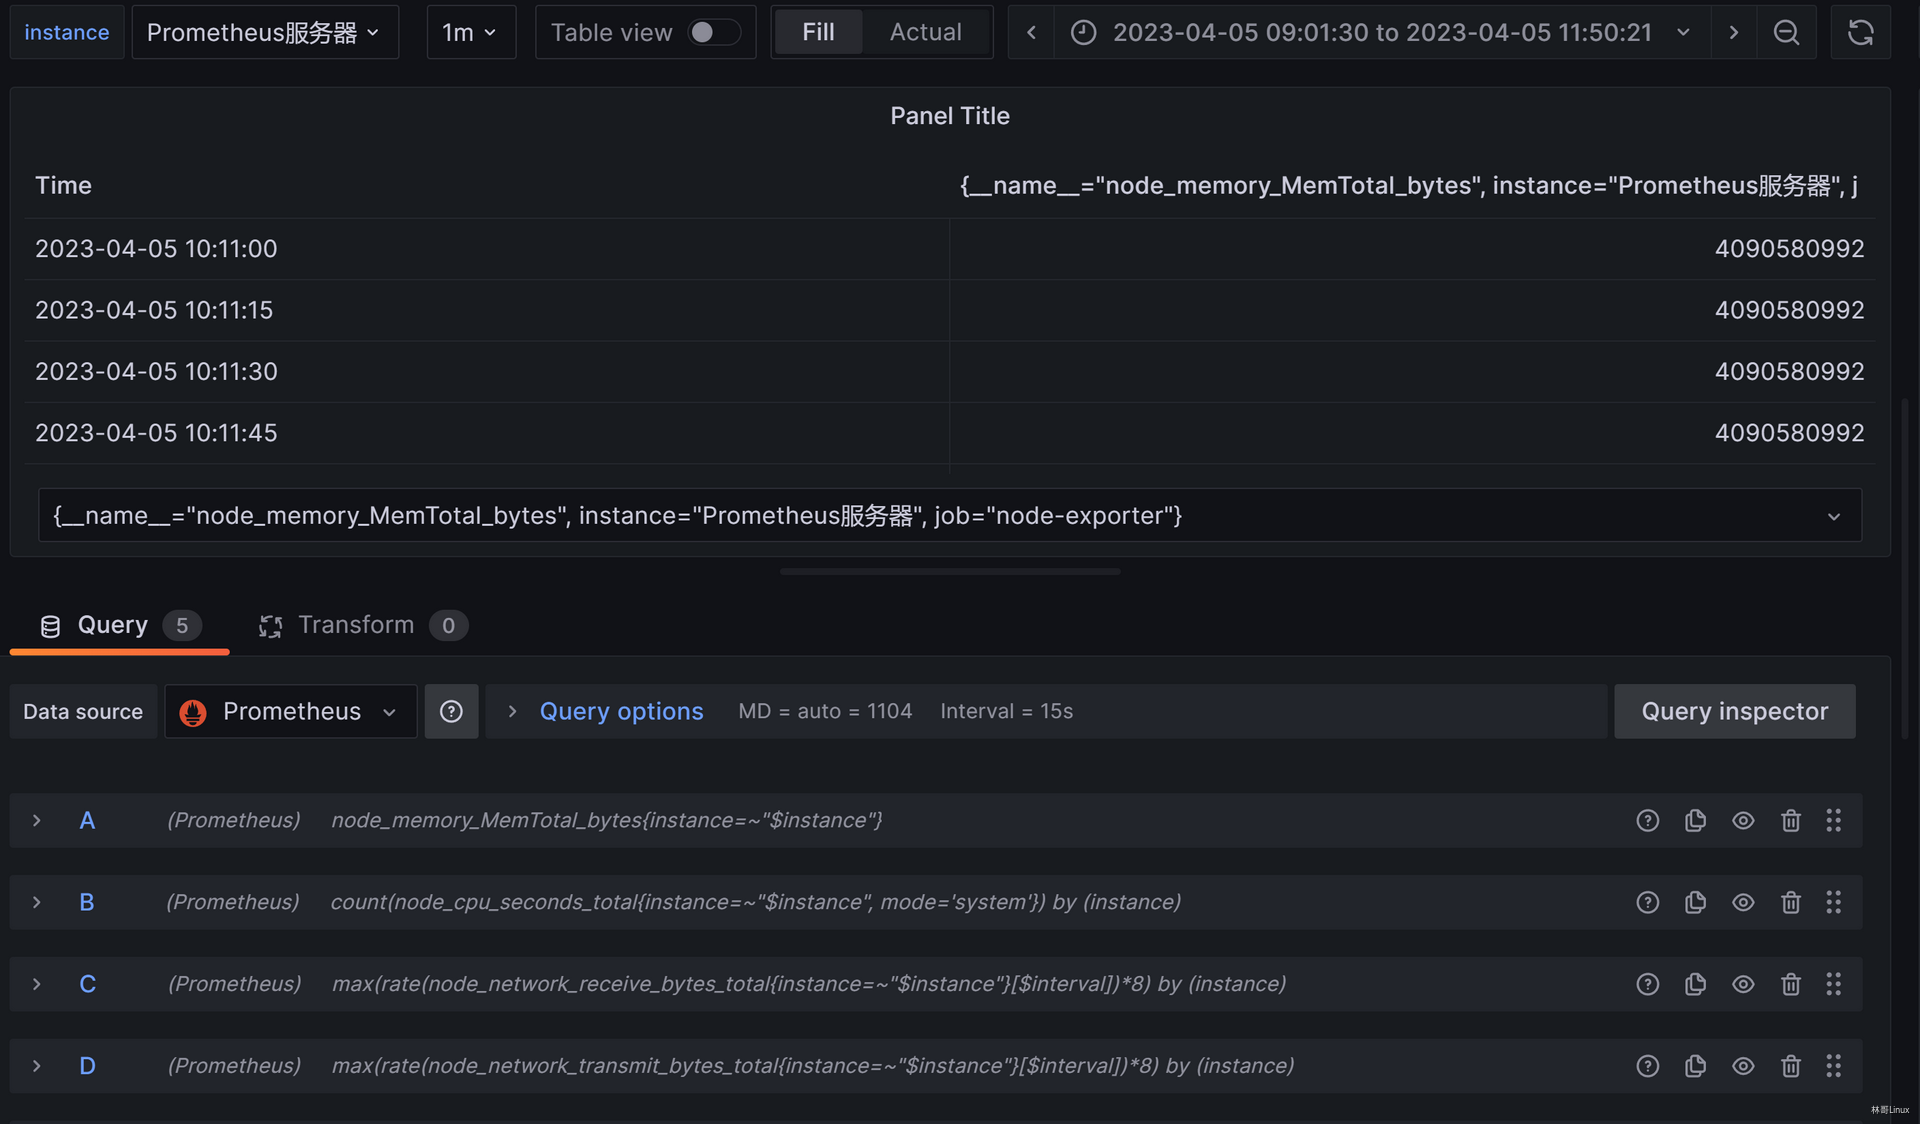 instance Prometheus服务器 1m Table view Fill Actual 2023-04-05 09:01:30 to 2023-04-05 11:50:21
Panel Title
Time {__name__="node_memory_MemTotal_bytes", instance="Prometheus服务器", j
2023-04-05 10:11:00 4090580992
2023-04-05 10:11:15 4090580992
2023-04-05 10:11:30 4090580992
2023-04-05 10:11:45 4090580992
{__name__="node_memory_MemTotal_bytes", instance="Prometheus服务器", job="node-exporter"}
Query 5 Transform 0
Data source Prometheus Query options MD = auto = 1104 Interval = 15s Query inspector
A (Prometheus) node_memory_MemTotal_bytes{instance=~"$instance"}
B (Prometheus) count(node_cpu_seconds_total{instance=~"$instance", mode='system'}) by (instance)
C (Prometheus) max(rate(node_network_receive_bytes_total{instance=~"$instance"}[$interval])*8) by (instance)
D (Prometheus) max(rate(node_network_transmit_bytes_total{instance=~"$instance"}[$interval])*8) by (instance)
林哥Linux